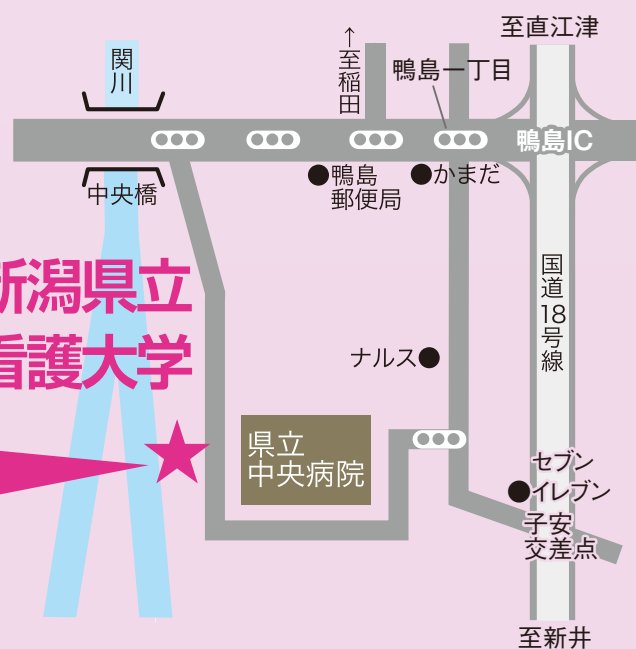 至直江津
関川
↑至稲田
鴨島一丁目
鴨島IC
中央橋
●鴨島
郵便局
●かまだ
新潟県立
看護大学
国道18号線
ナルス●
県立
中央病院
セブン
●イレブン
子安
交差点
至新井